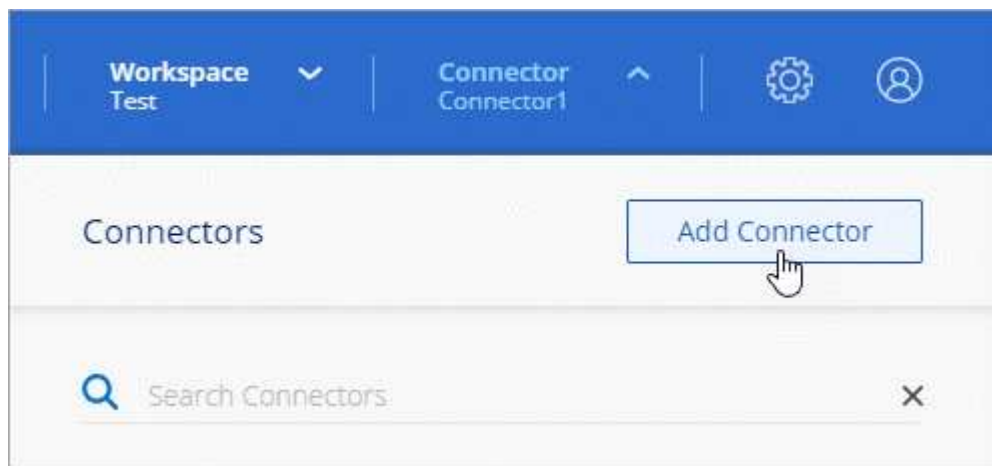 Workspace
Test
Connector
Connector1
Connectors
Add Connector
Search Connectors